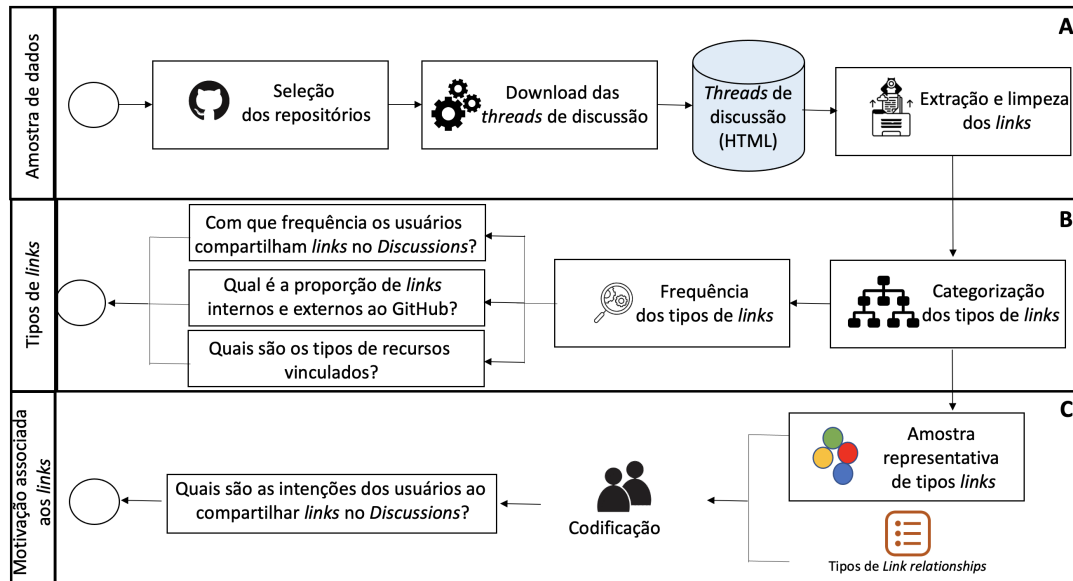 Amostra de dados
A
Seleção
dos repositórios
Download das
threads de discussão
Threads de
discussão
(HTML)
Extração e limpeza
dos links
Tipos de links
B
Com que frequência os usuários
compartilham links no Discussions?
Qual é a proporção de links
internos e externos ao GitHub?
Quais são os tipos de recursos
vinculados?
Frequência
dos tipos de links
Categorização
dos tipos de links
Motivação associada
aos links
C
Quais são as intenções dos usuários ao
compartilhar links no Discussions?
Codificação
Amostra
representativa
de tipos links
Tipos de Link relationships